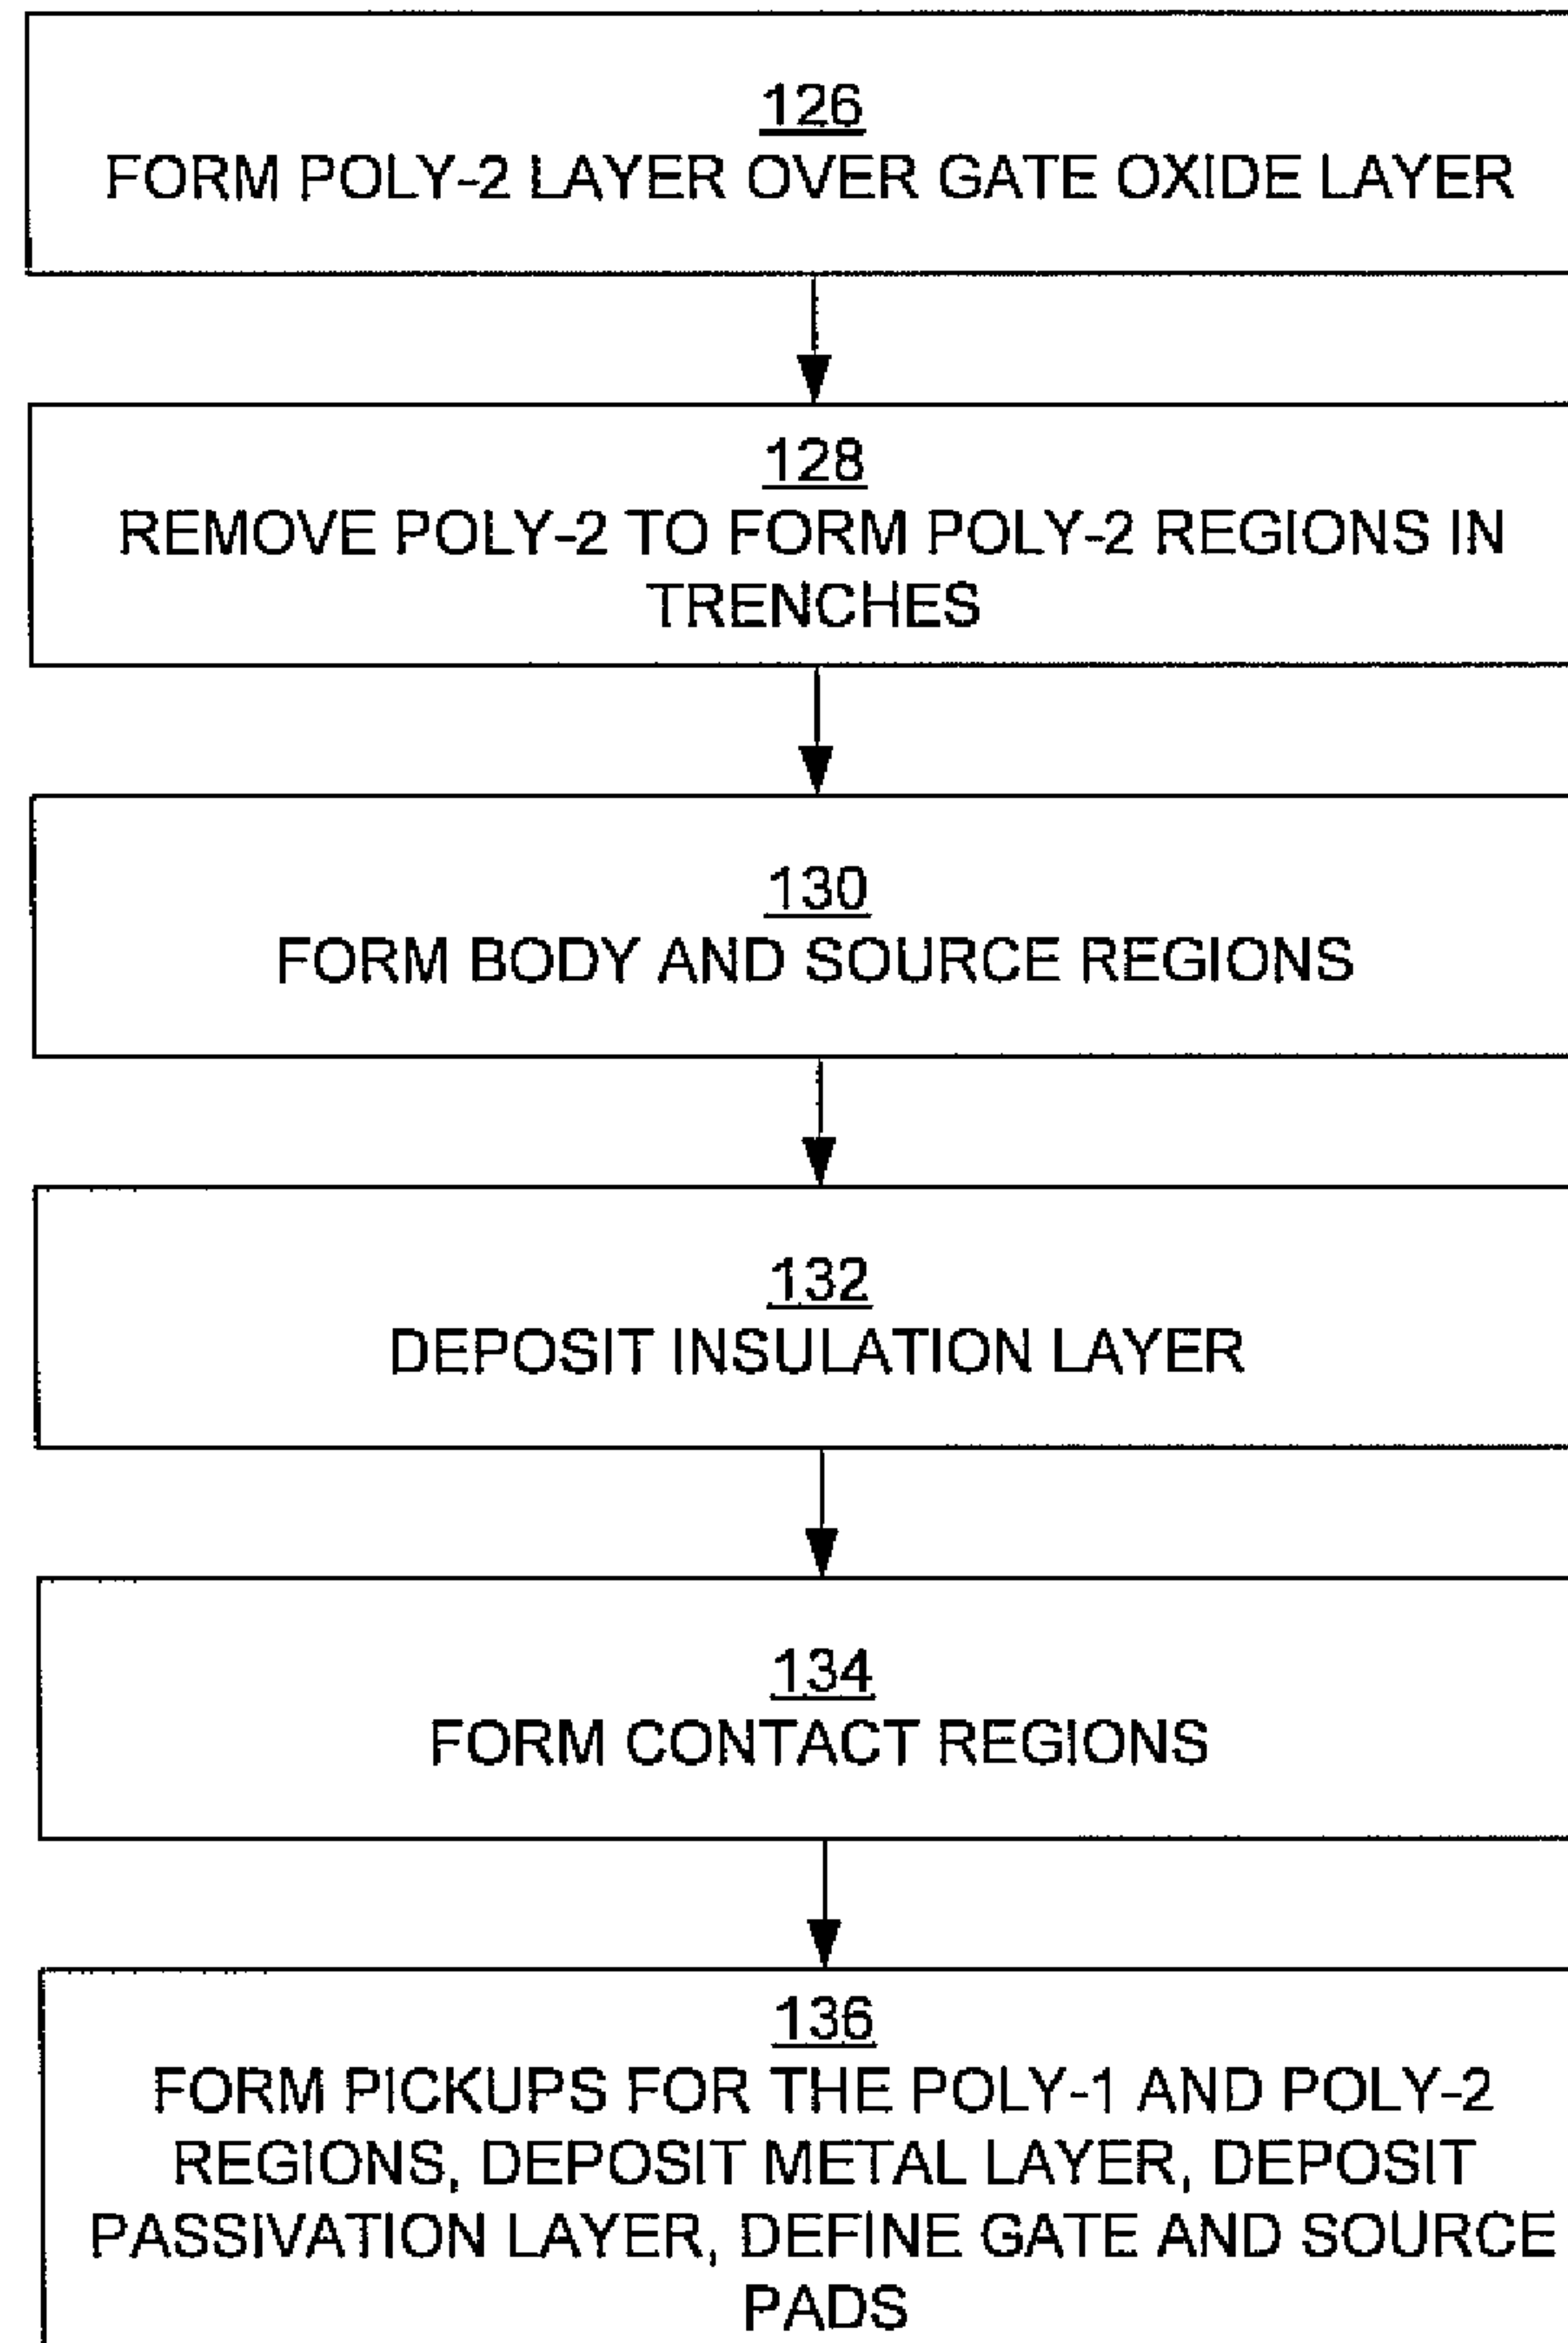 126
FORM POLY-2 LAYER OVER GATE OXIDE LAYER
128
REMOVE POLY-2 TO FORM POLY-2 REGIONS IN
TRENCHES
130
FORM BODY AND SOURCE REGIONS
132
DEPOSIT INSULATION LAYER
134
FORM CONTACT REGIONS
136
FORM PICKUPS FOR THE POLY-1 AND POLY-2
REGIONS, DEPOSIT METAL LAYER, DEPOSIT
PASSIVATION LAYER, DEFINE GATE AND SOURCE
PADS